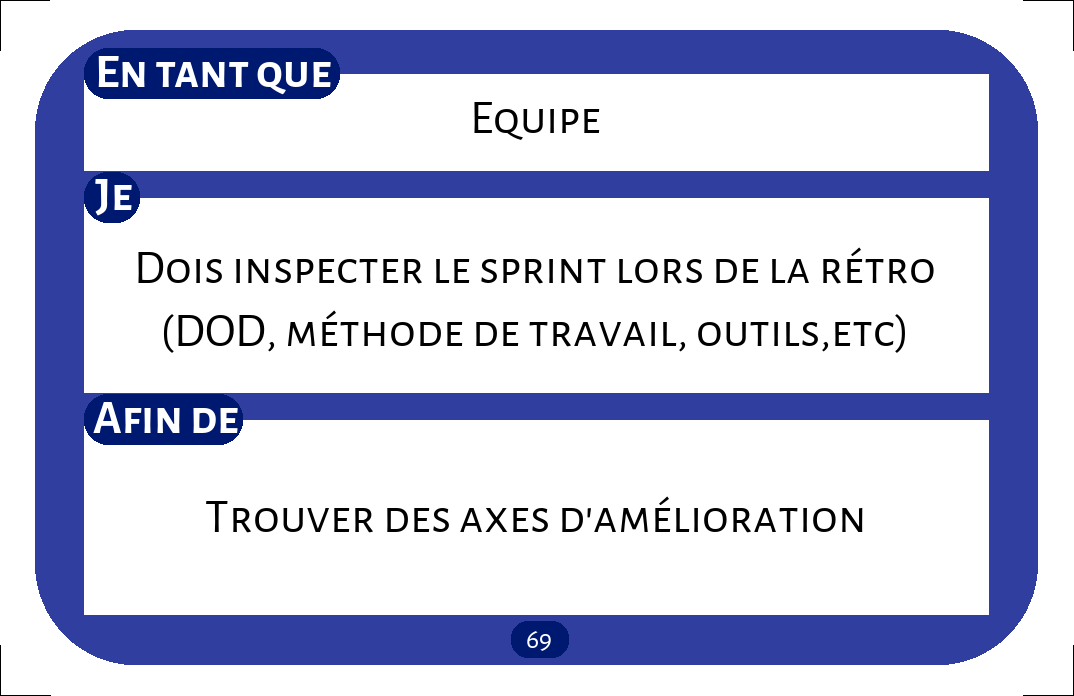 En tant que
Equipe
Je
Dois inspecter le sprint lors de la rétro
(DOD, méthode de travail, outils,etc)
Afin de
Trouver des axes d'amélioration
69